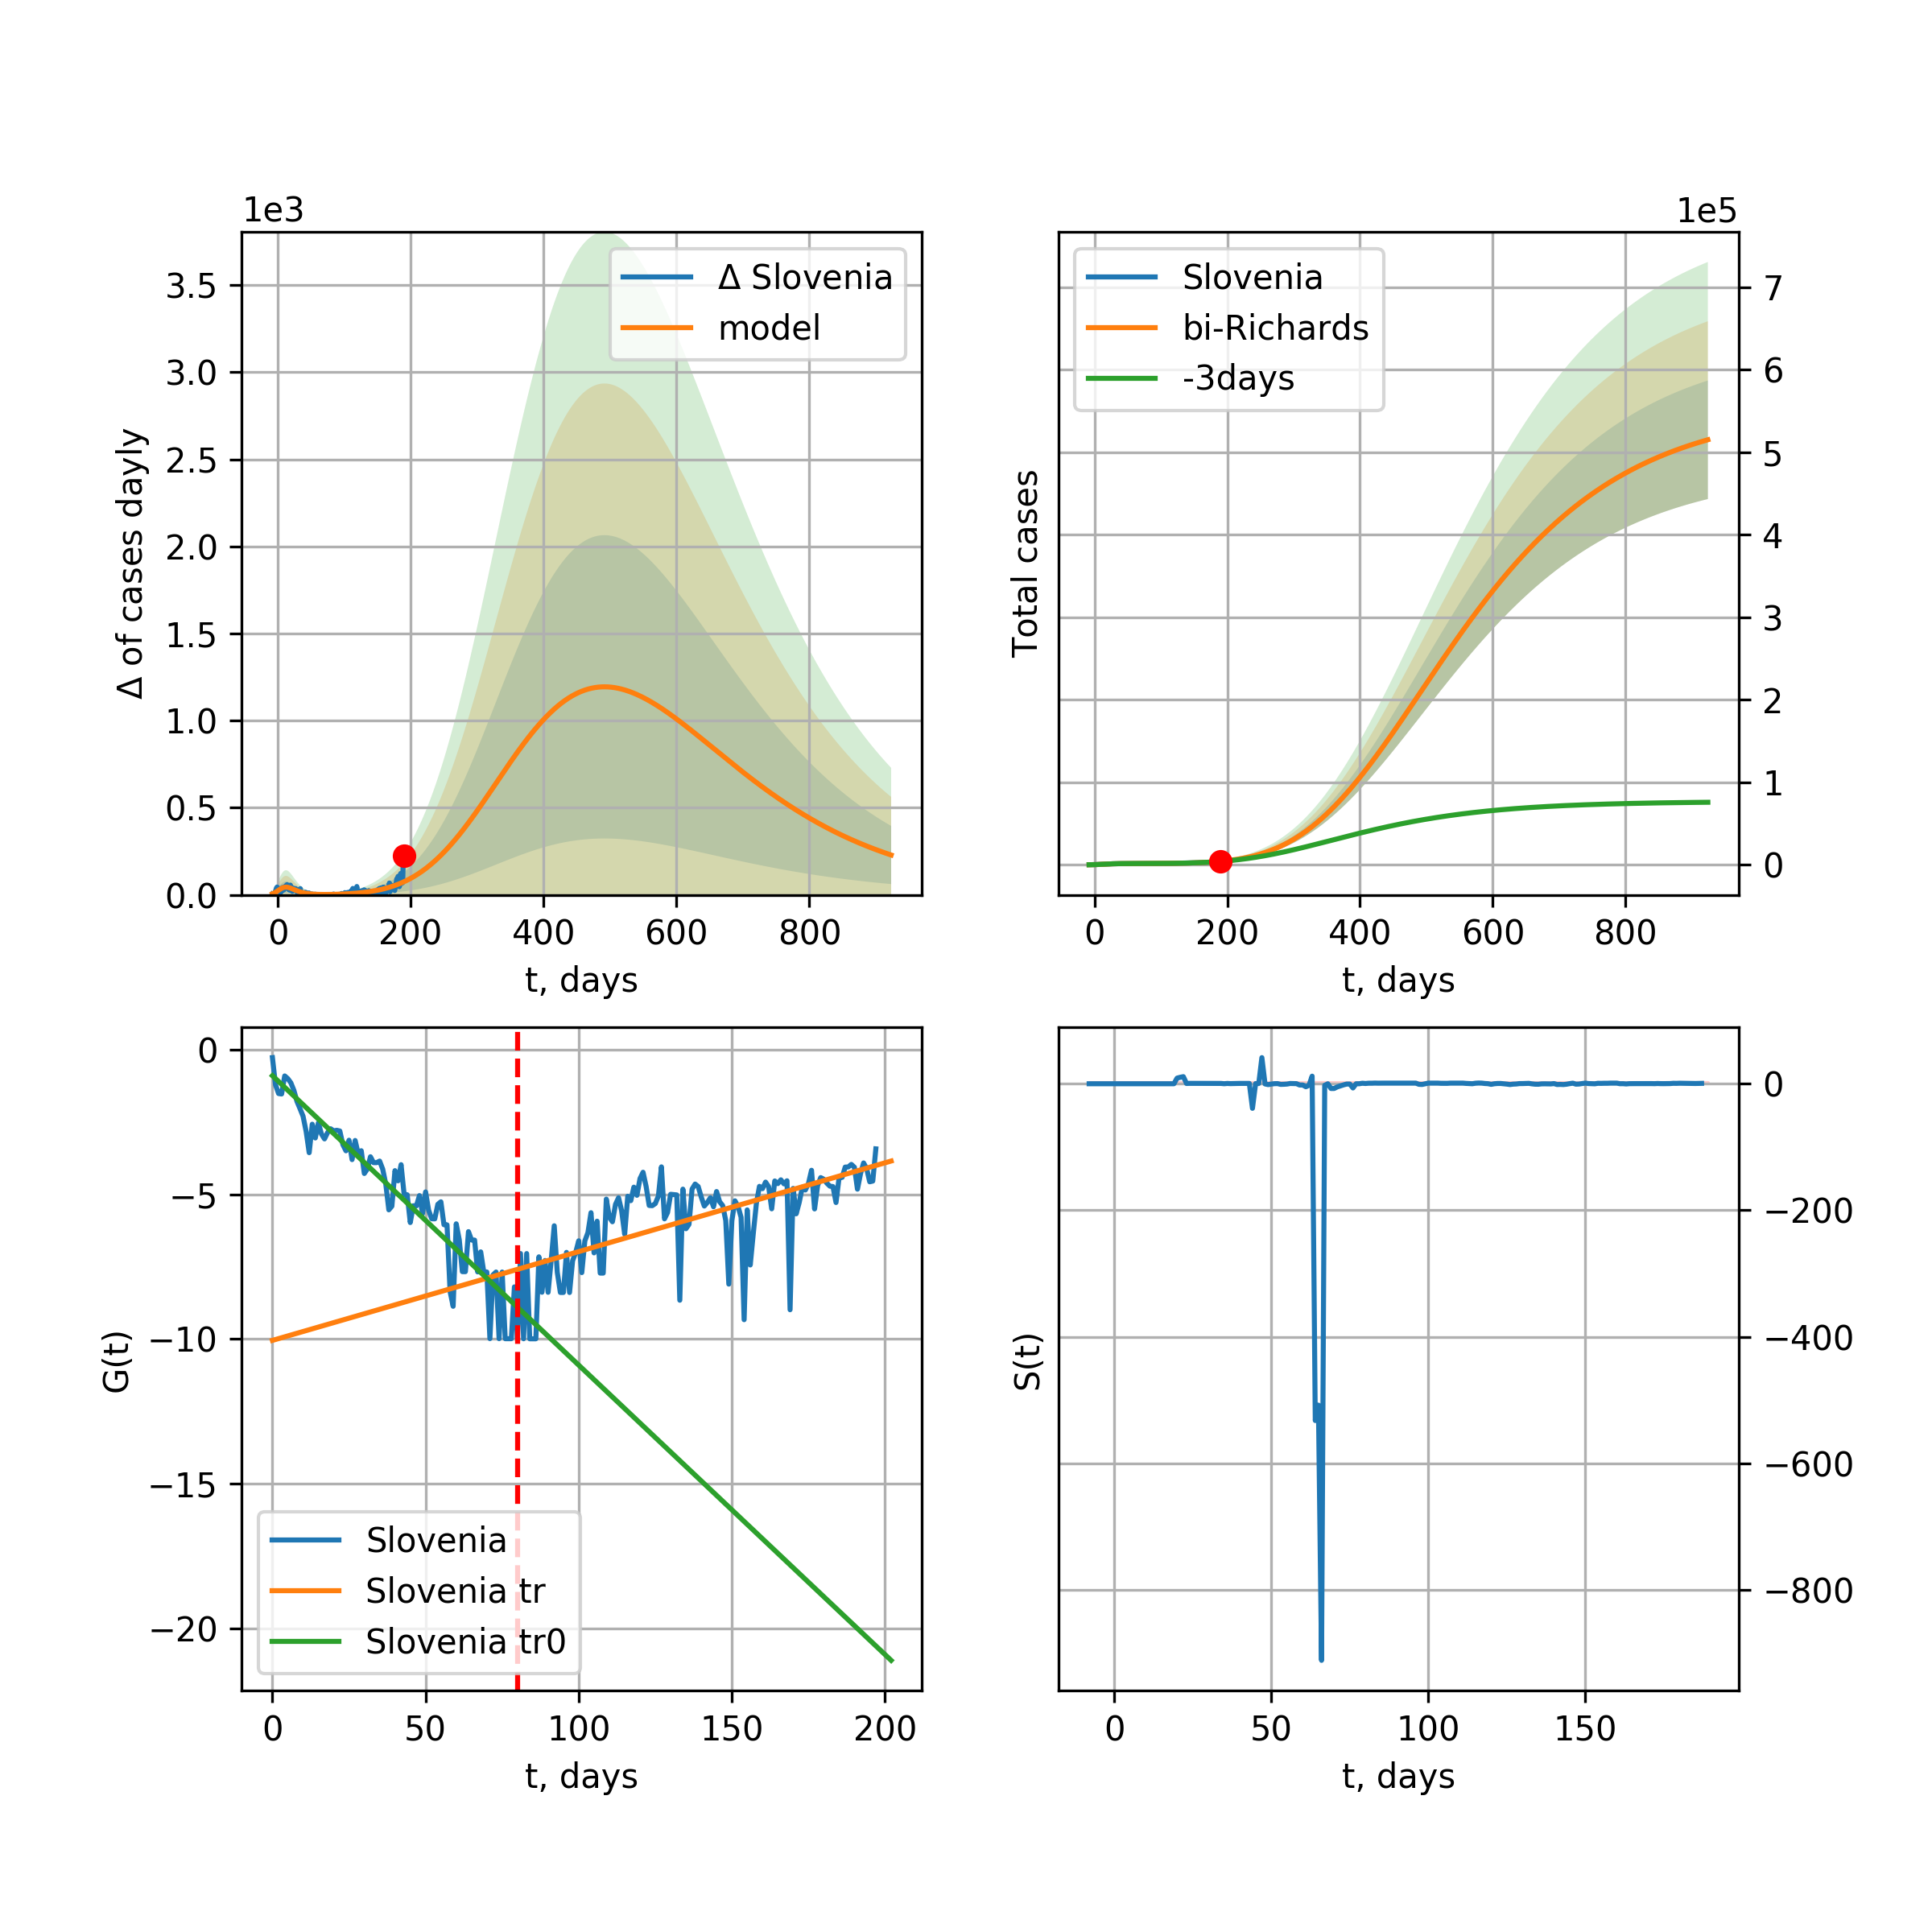 1e3
3.5
3.0
2.5
2.0
1.5
1.0
0.5
0.0
Δ of cases dayly
Δ Slovenia
model
0 200 400 600 800
t, days
1e5
Slovenia
bi-Richards
-3days
7
6
5
4
3
2
1
0
Total cases
0 200 400 600 800
t, days
0
−5
−10
−15
−20
G(t)
Slovenia
Slovenia tr
Slovenia tr0
0 50 100 150 200
t, days
0
−200
−400
−600
−800
S(t)
0 50 100 150
t, days